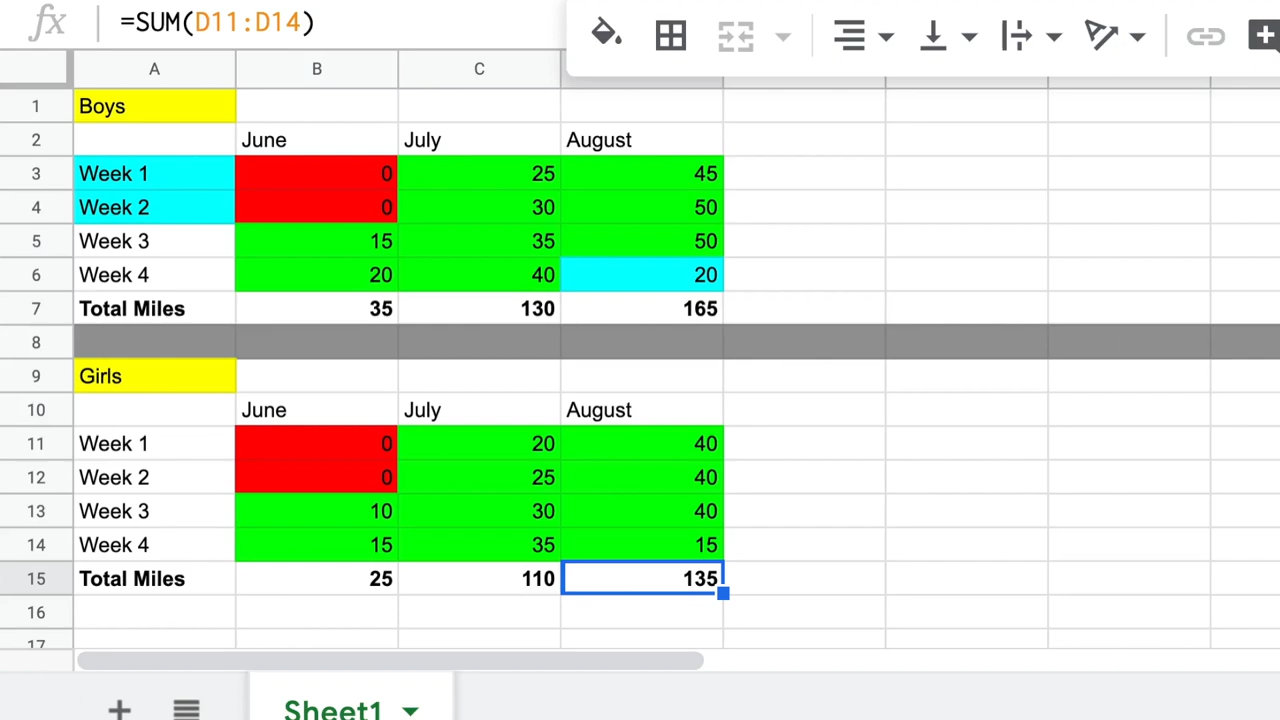 fx =SUM(D11:D14)
A B C
1 Boys
2 June July August
3 Week 1 0 25 45
4 Week 2 0 30 50
5 Week 3 15 35 50
6 Week 4 20 40 20
7 Total Miles 35 130 165
8
9 Girls
10 June July August
11 Week 1 0 20 40
12 Week 2 0 25 40
13 Week 3 10 30 40
14 Week 4 15 35 15
15 Total Miles 25 110 135
16
17
Sheet1